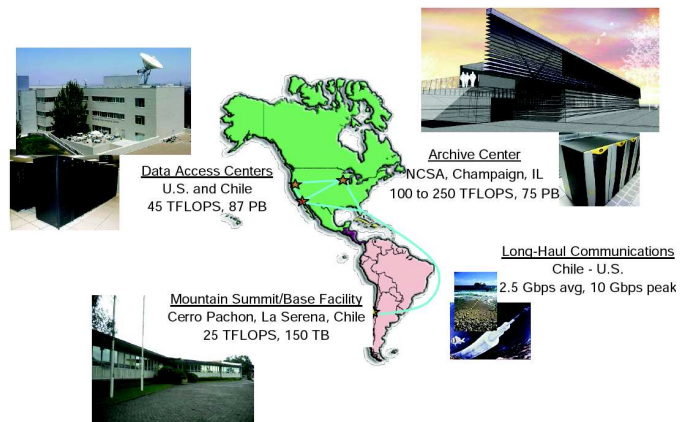 Data Access Centers
U.S. and Chile
45 TFLOPS, 87 PB
Archive Center
NCSA, Champaign, IL
100 to 250 TFLOPS, 75 PB
Long-Haul Communications
Chile - U.S.
2.5 Gbps avg, 10 Gbps peak
Mountain Summit/Base Facility
Cerro Pachon, La Serena, Chile
25 TFLOPS, 150 TB